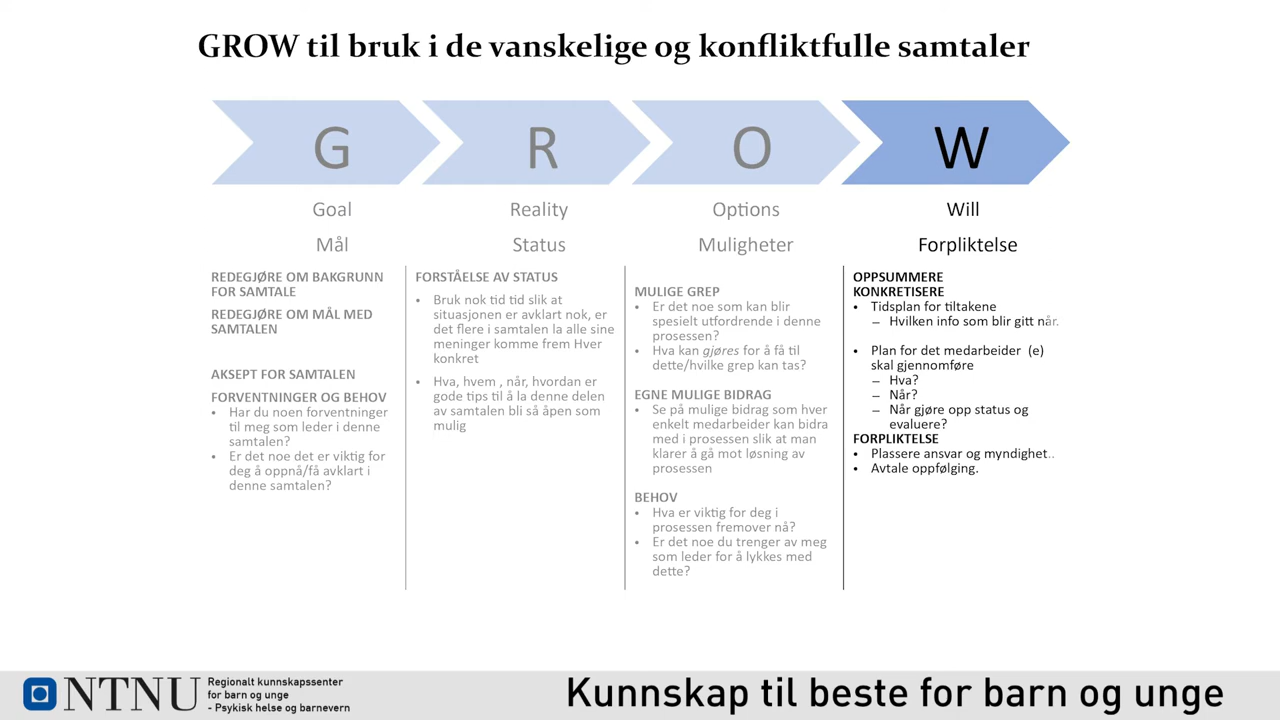 GROW til bruk i de vanskelige og konfliktfulle samtaler
G
R
O
W
Goal
Reality
Options
Will
Mål
Status
Muligheter
Forpliktelse
REDEGJØRE OM BAKGRUNN
FOR SAMTALE
REDEGJØRE OM MÅL MED
SAMTALEN
AKSEPT FOR SAMTALEN
FORVENTNINGER OG BEHOV
• Har du noen forventninger
til meg som leder i denne
samtalen?
• Er det noe det er viktig for
deg å oppnå/få avklart i
denne samtalen?
FORSTÅELSE AV STATUS
• Bruk nok tid tid slik at
situasjonen er avklart nok, er
det flere i samtalen la alle sine
meninger komme frem Hver
konkret
• Hva, hvem , når, hvordan er
gode tips til å la denne delen
av samtalen bli så åpen som
mulig
MULIGE GREP
• Er det noe som kan blir
spesielt utfordrende i denne
prosessen?
• Hva kan gjøres for å få til
dette/hvilke grep kan tas?
EGNE MULIGE BIDRAG
• Se på mulige bidrag som hver
enkelt medarbeider kan bidra
med i prosessen slik at man
klarer å gå mot løsning av
prosessen
BEHOV
• Hva er viktig for deg i
prosessen fremover nå?
• Er det noe du trenger av meg
som leder for å lykkes med
dette?
OPPSUMMERE
KONKRETISERE
• Tidsplan for tiltakene
– Hvilken info som blir gitt når.
• Plan for det medarbeider (e)
skal gjennomføre
– Hva?
– Når?
– Når gjøre opp status og
evaluere?
FORPLIKTELSE
• Plassere ansvar og myndighet..
• Avtale oppfølging.
NTNU
Regionalt kunnskapssenter
for barn og unge
- Psykisk helse og barnevern
Kunnskap til beste for barn og unge